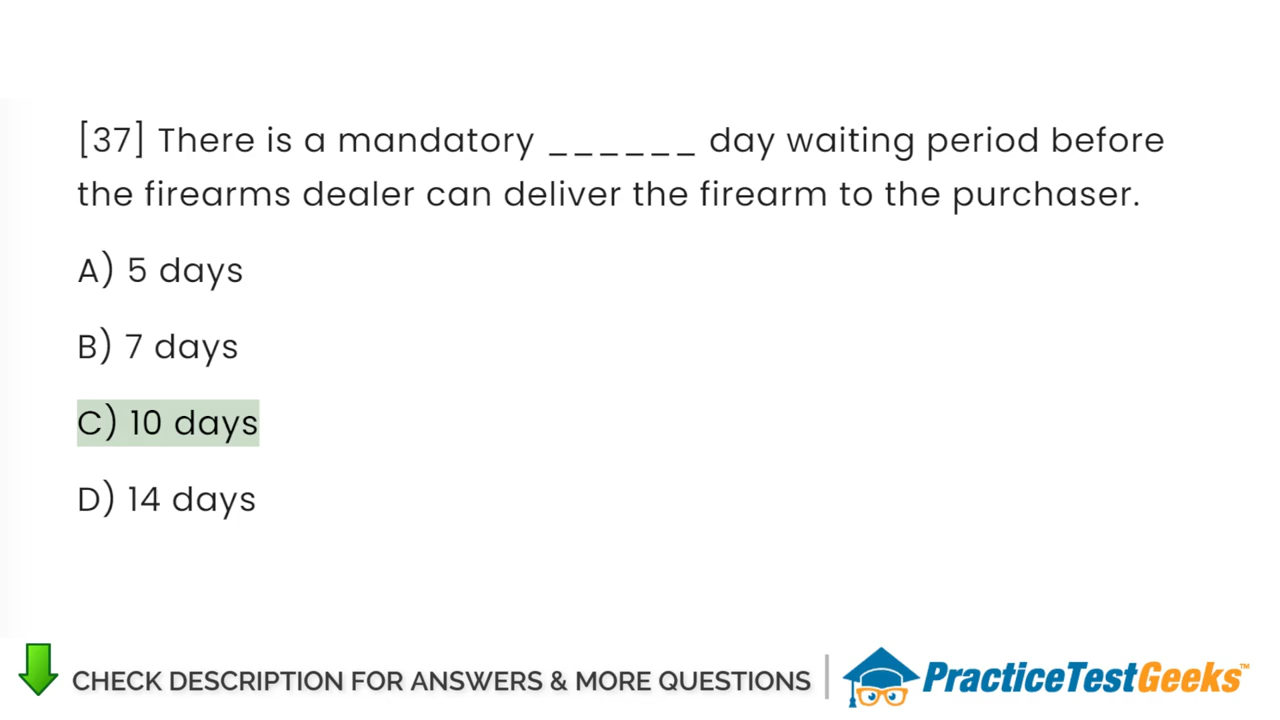 [37] There is a mandatory ______ day waiting period before
the firearms dealer can deliver the firearm to the purchaser.
A) 5 days
B) 7 days
C) 10 days
D) 14 days
CHECK DESCRIPTION FOR ANSWERS & MORE QUESTIONS
PracticeTestGeeks™